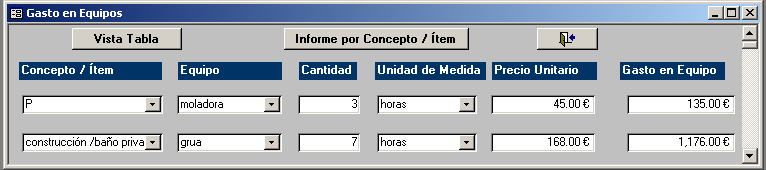 Gasto en Equipos
Vista Tabla Informe por Concepto / Ítem
Concepto / Ítem Equipo Cantidad Unidad de Medida Precio Unitario Gasto en Equipo
P moladora 3 horas 45.00 € 135.00 €
construcción /baño priva grua 7 horas 168.00 € 1,176.00 €